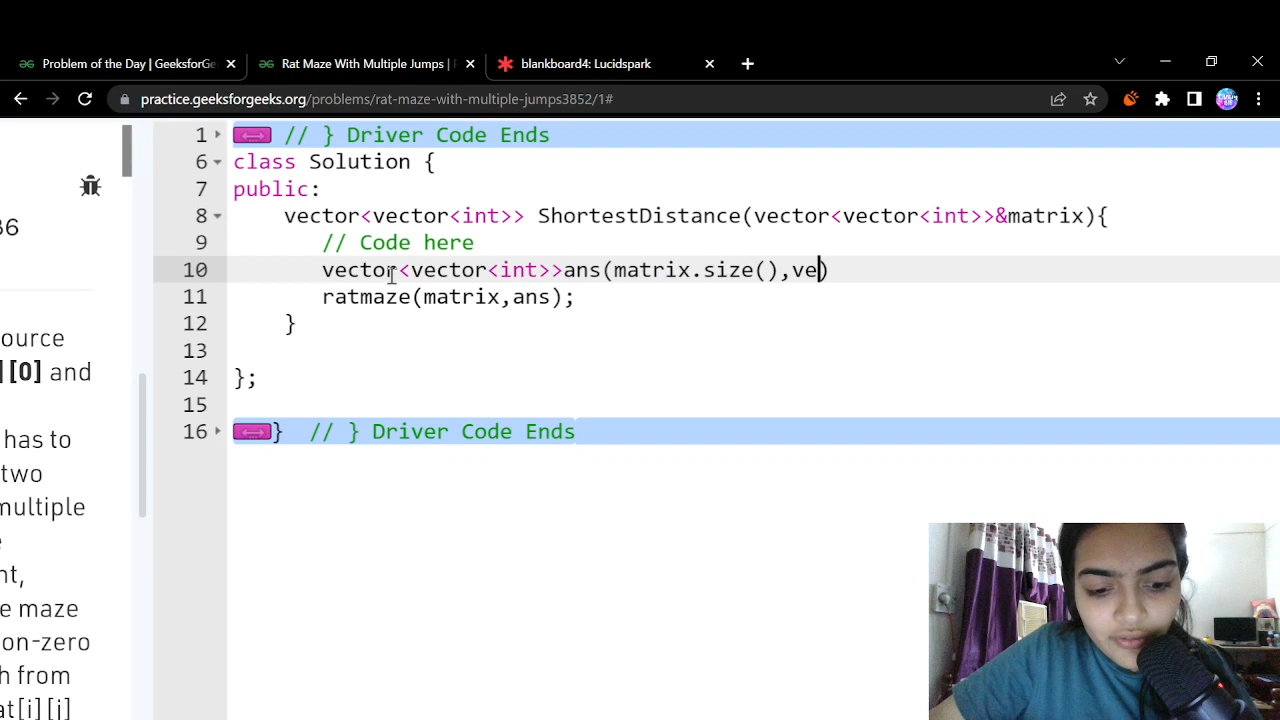 Problem of the Day | GeeksforGe
Rat Maze With Multiple Jumps |
blankboard4: Lucidspark
practice.geeksforgeeks.org/problems/rat-maze-with-multiple-jumps3852/1#
1 // } Driver Code Ends
6 class Solution {
7 public:
8 vector<vector<int>> ShortestDistance(vector<vector<int>>&matrix){
9 // Code here
10 vector<vector<int>>ans(matrix.size(),ve)
11 ratmaze(matrix,ans);
12 }
13
14 };
15
16 } // } Driver Code Ends
36
ource
][0] and
has to
two
multiple
e
nt,
e maze
on-zero
h from
at[i][j]